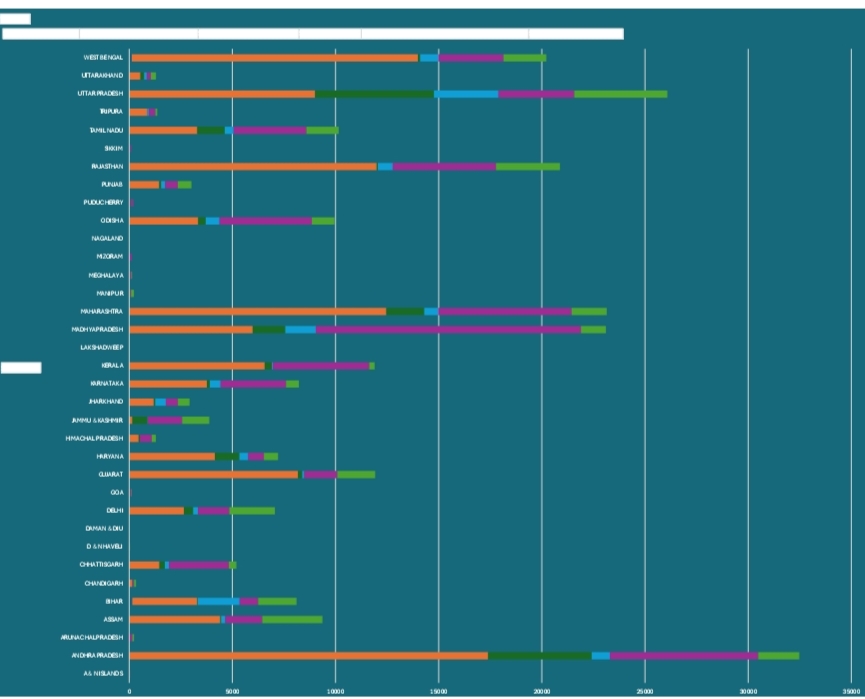 WEST BENGAL
UTTARAKHAND
UTTAR PRADESH
TRIPURA
TAMIL NADU
SIKKIM
RAJASTHAN
PUNJAB
PUDUCHERRY
ODISHA
NAGALAND
MIZORAM
MEGHALAYA
MANIPUR
MAHARASHTRA
MADHYA PRADESH
LAKSHADWEEP
KERALA
KARNATAKA
JHARKHAND
JAMMU & KASHMIR
HIMACHAL PRADESH
HARYANA
GUJARAT
GOA
DELHI
DAMAN & DIU
D & N HAVELI
CHHATTISGARH
CHANDIGARH
BIHAR
ASSAM
ARUNACHAL PRADESH
ANDHRA PRADESH
A & N ISLANDS
0 5000 10000 15000 20000 25000 30000 35000